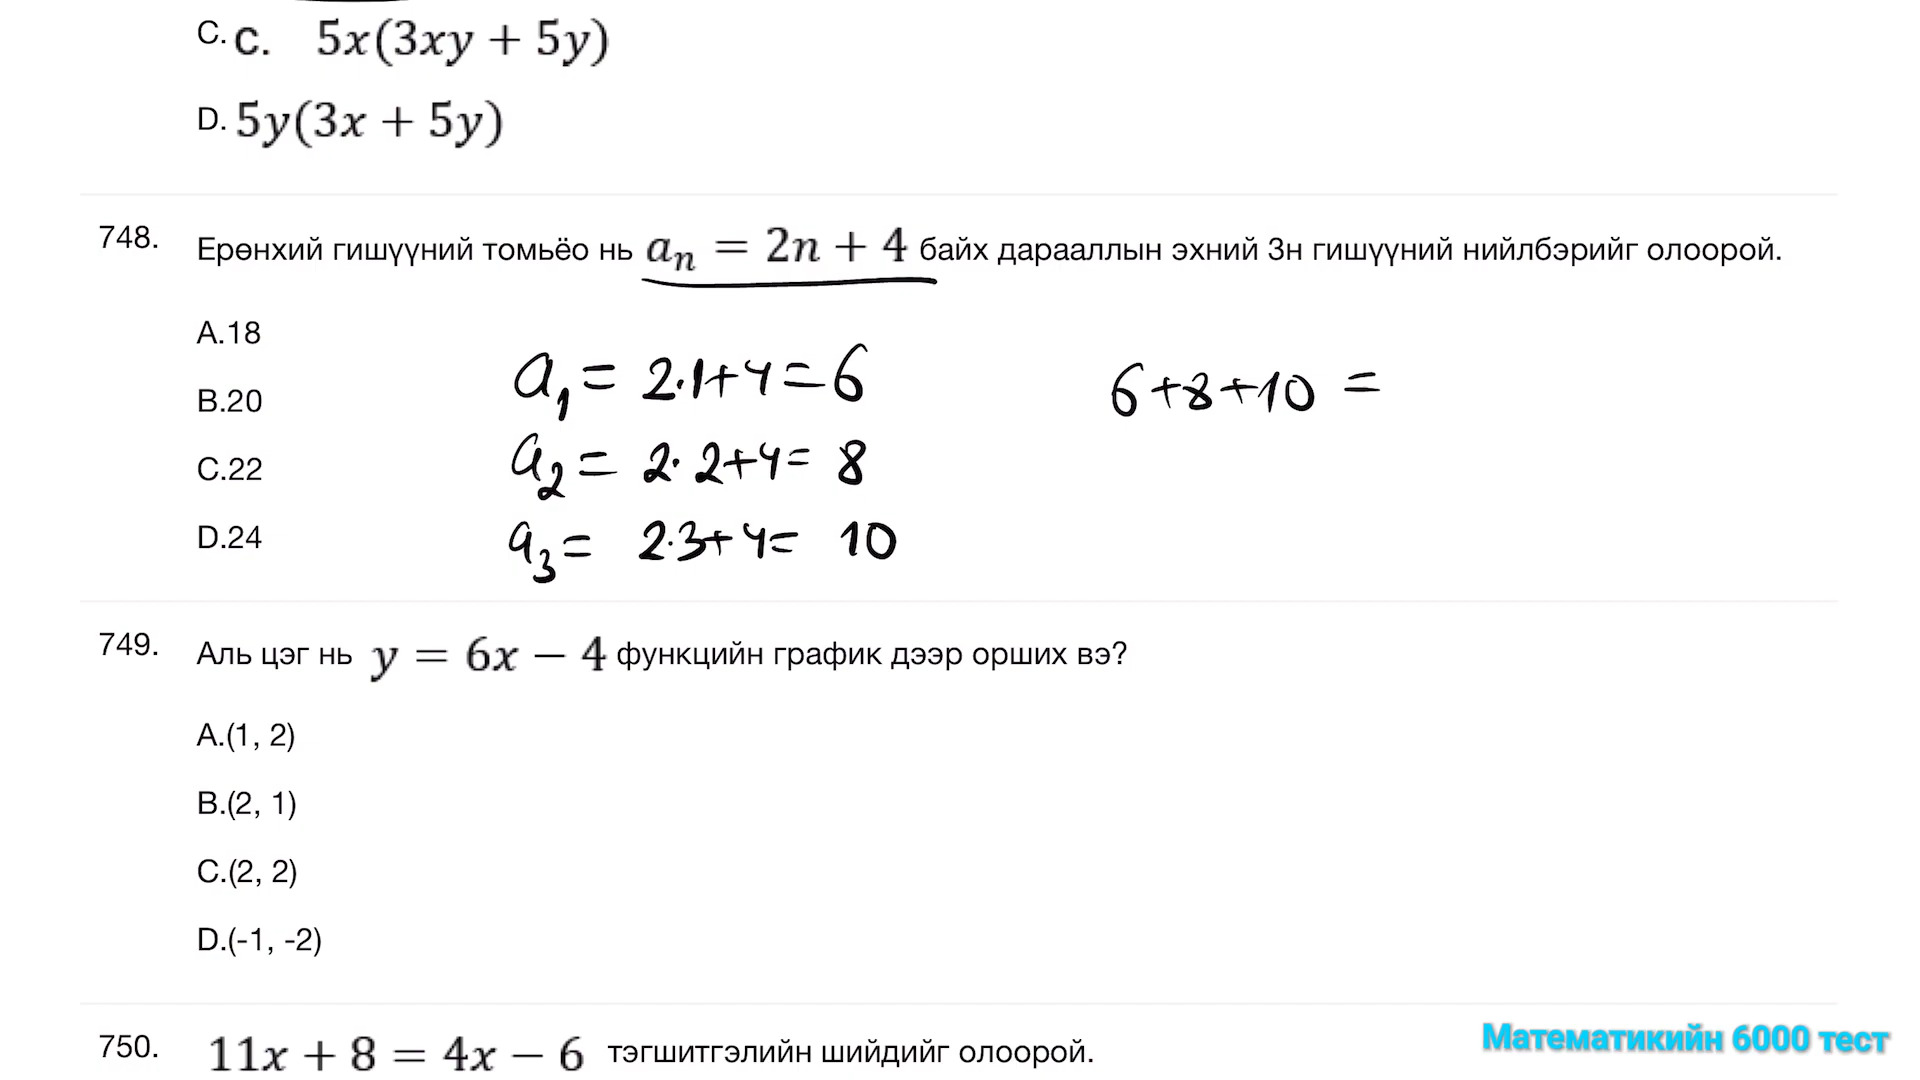 C. c. 5x(3xy + 5y)
D. 5y(3x + 5y)
748. Ерөнхий гишүүний томьёо нь aₙ = 2n + 4 байх дарааллын эхний 3н гишүүний нийлбэрийг олоорой.
A.18
B.20
C.22
D.24
a₁ = 2·1+4=6
a₂ = 2·2+4= 8
a₃ = 2·3+4= 10
6+8+10 =
749. Аль цэг нь y = 6x − 4 функцийн график дээр орших вэ?
A.(1, 2)
B.(2, 1)
C.(2, 2)
D.(-1, -2)
750. 11x + 8 = 4x − 6 тэгшитгэлийн шийдийг олоорой.
Математикийн 6000 тест